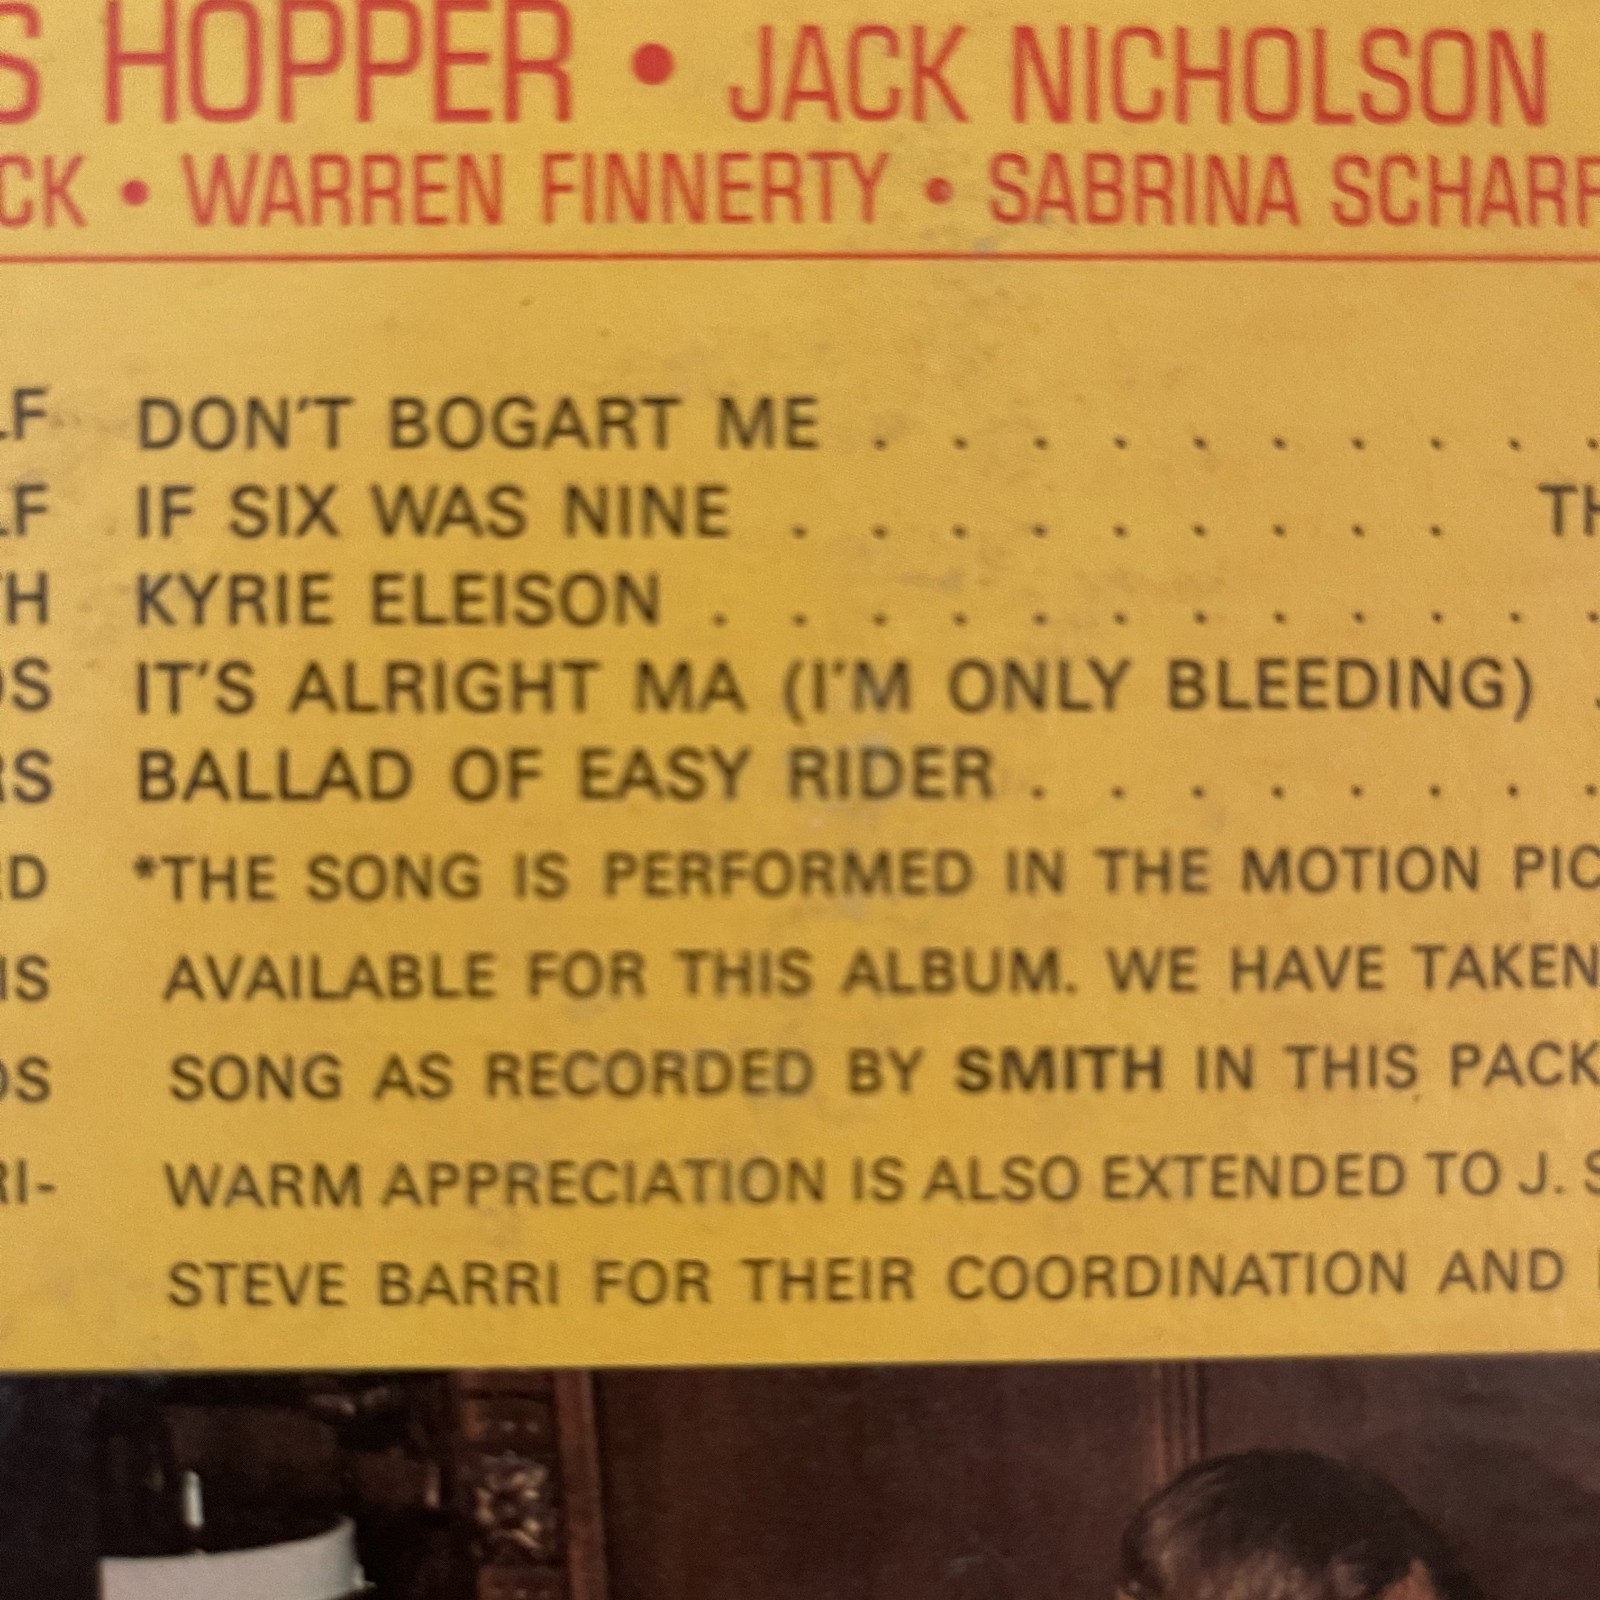 S HOPPER • JACK NICHOLSON
CK • WARREN FINNERTY • SABRINA SCHARF
LF DON'T BOGART ME . . . . . . . . . .
LF IF SIX WAS NINE . . . . . . . . . TH
TH KYRIE ELEISON . . . . . . . . . . . .
DS IT'S ALRIGHT MA (I'M ONLY BLEEDING) .
RS BALLAD OF EASY RIDER . . . . . . . .
RD *THE SONG IS PERFORMED IN THE MOTION PIC
IS AVAILABLE FOR THIS ALBUM. WE HAVE TAKEN
DS SONG AS RECORDED BY SMITH IN THIS PACK
RI- WARM APPRECIATION IS ALSO EXTENDED TO J. S
STEVE BARRI FOR THEIR COORDINATION AND